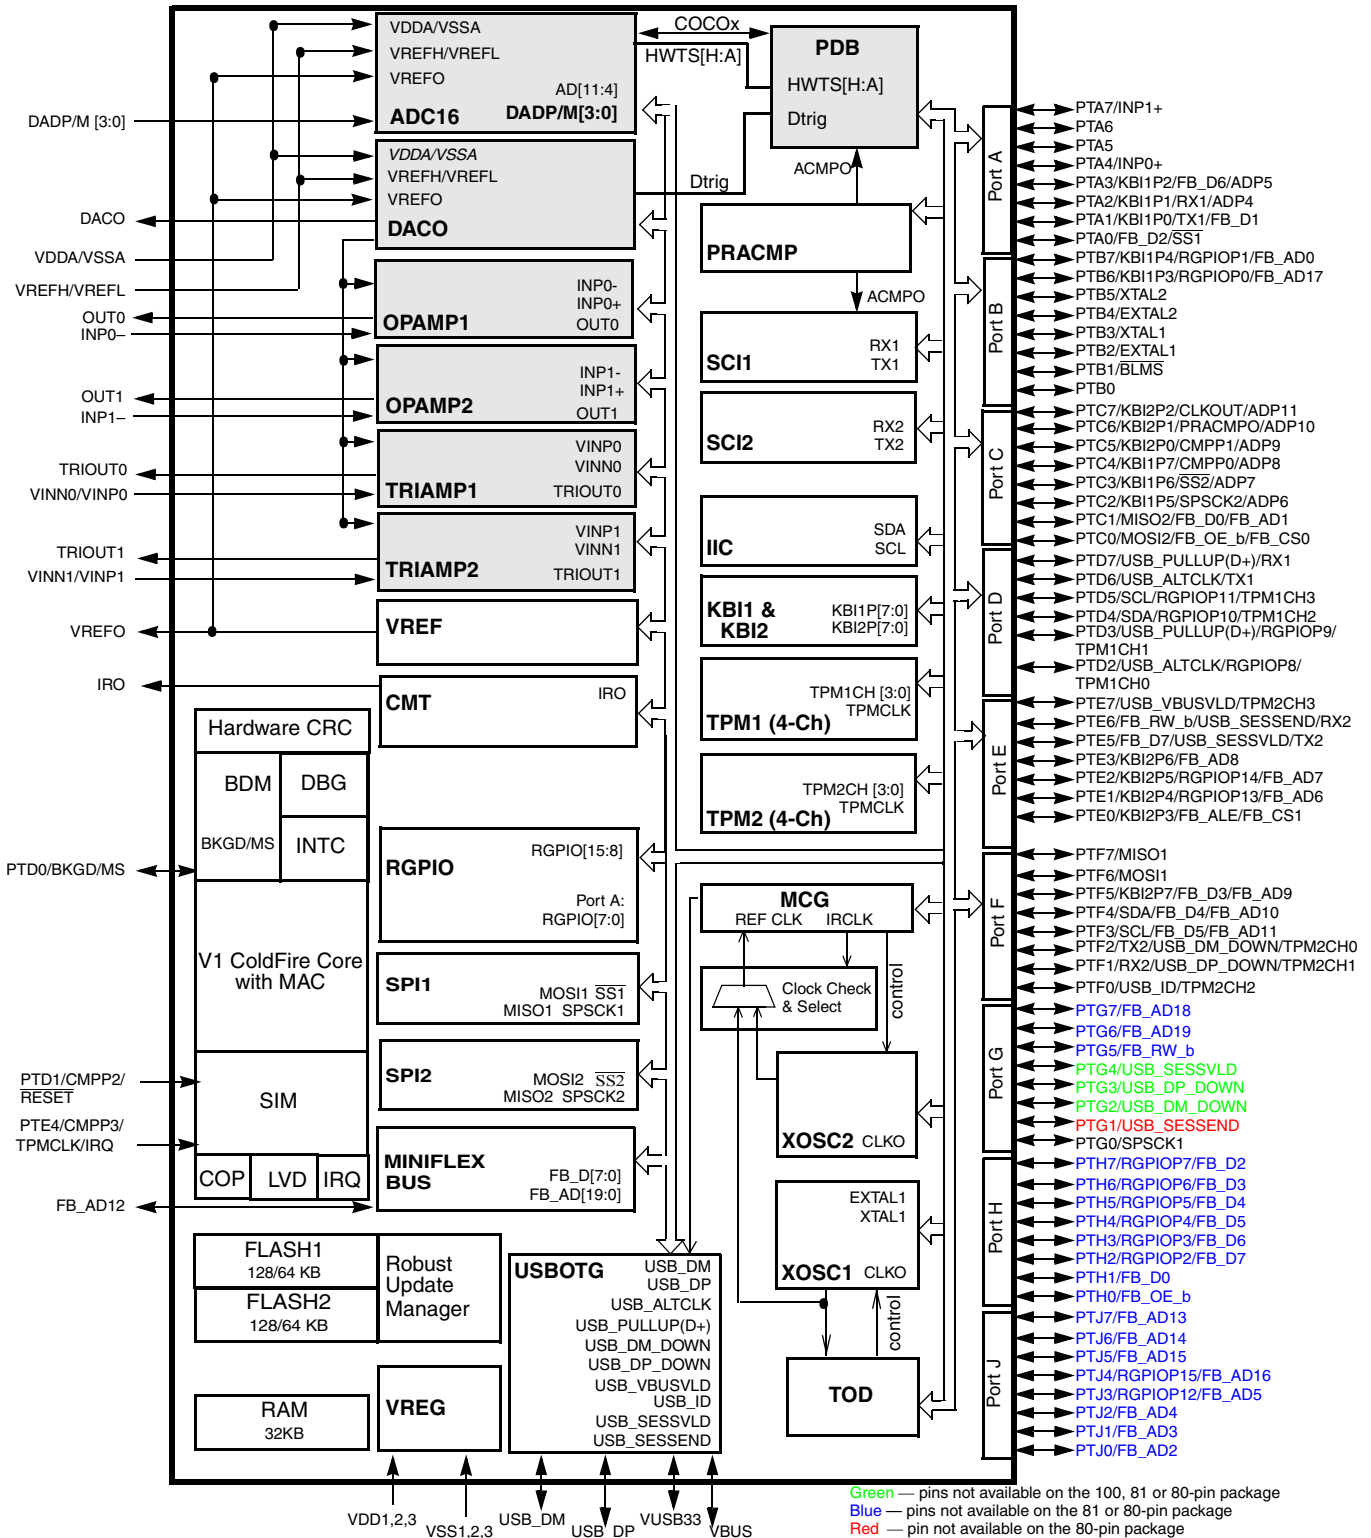 DADP/M [3:0]
DACO
VDDA/VSSA
VREFH/VREFL
OUT0
INP0–
OUT1
INP1–
TRIOUT0
VINN0/VINP0
TRIOUT1
VINN1/VINP1
VREFO
IRO
PTD0/BKGD/MS
PTD1/CMPP2/
RESET
PTE4/CMPP3/
TPMCLK/IRQ
FB_AD12
VDDA/VSSA
VREFH/VREFL
VREFO
AD[11:4]
ADC16 DADP/M[3:0]
VDDA/VSSA
VREFH/VREFL
VREFO
DACO
INP0-
INP0+
OPAMP1 OUT0
INP1-
INP1+
OPAMP2 OUT1
VINP0
VINN0
TRIAMP1 TRIOUT0
VINP1
VINN1
TRIAMP2 TRIOUT1
VREF
CMT IRO
Hardware CRC
BDM DBG
BKGD/MS INTC
V1 ColdFire Core
with MAC
SIM
COP LVD IRQ
RGPIO RGPIO[15:8]
Port A:
RGPIO[7:0]
SPI1 MOSI1 SS1
MISO1 SPSCK1
SPI2 MOSI2 SS2
MISO2 SPSCK2
MINIFLEX
BUS FB_D[7:0]
FB_AD[19:0]
FLASH1
128/64 KB
FLASH2
128/64 KB
Robust
Update
Manager
RAM
32KB
VREG
USBOTG USB_DM
USB_DP
USB_ALTCLK
USB_PULLUP(D+)
USB_DM_DOWN
USB_DP_DOWN
USB_VBUSVLD
USB_ID
USB_SESSVLD
USB_SESSEND
VDD1,2,3
VSS1,2,3
USB_DM
USB_DP
VUSB33
VBUS
COCOx
HWTS[H:A]
Dtrig
PDB
HWTS[H:A]
Dtrig
ACMPO
PRACMP
ACMPO
SCI1 RX1
TX1
SCI2 RX2
TX2
IIC SDA
SCL
KBI1 & KBI1P[7:0]
KBI2 KBI2P[7:0]
TPM1CH [3:0]
TPMCLK
TPM1 (4-Ch)
TPM2CH [3:0]
TPMCLK
TPM2 (4-Ch)
MCG
REF CLK IRCLK
Clock Check
& Select
control
XOSC2 CLKO
EXTAL1
XTAL1
XOSC1 CLKO
control
TOD
Port A
PTA7/INP1+
PTA6
PTA5
PTA4/INP0+
PTA3/KBI1P2/FB_D6/ADP5
PTA2/KBI1P1/RX1/ADP4
PTA1/KBI1P0/TX1/FB_D1
PTA0/FB_D2/SS1
Port B
PTB7/KBI1P4/RGPIOP1/FB_AD0
PTB6/KBI1P3/RGPIOP0/FB_AD17
PTB5/XTAL2
PTB4/EXTAL2
PTB3/XTAL1
PTB2/EXTAL1
PTB1/BLMS
PTB0
Port C
PTC7/KBI2P2/CLKOUT/ADP11
PTC6/KBI2P1/PRACMPO/ADP10
PTC5/KBI2P0/CMPP1/ADP9
PTC4/KBI1P7/CMPP0/ADP8
PTC3/KBI1P6/SS2/ADP7
PTC2/KBI1P5/SPSCK2/ADP6
PTC1/MISO2/FB_D0/FB_AD1
PTC0/MOSI2/FB_OE_b/FB_CS0
Port D
PTD7/USB_PULLUP(D+)/RX1
PTD6/USB_ALTCLK/TX1
PTD5/SCL/RGPIOP11/TPM1CH3
PTD4/SDA/RGPIOP10/TPM1CH2
PTD3/USB_PULLUP(D+)/RGPIOP9/
TPM1CH1
PTD2/USB_ALTCLK/RGPIOP8/
TPM1CH0
Port E
PTE7/USB_VBUSVLD/TPM2CH3
PTE6/FB_RW_b/USB_SESSEND/RX2
PTE5/FB_D7/USB_SESSVLD/TX2
PTE3/KBI2P6/FB_AD8
PTE2/KBI2P5/RGPIOP14/FB_AD7
PTE1/KBI2P4/RGPIOP13/FB_AD6
PTE0/KBI2P3/FB_ALE/FB_CS1
Port F
PTF7/MISO1
PTF6/MOSI1
PTF5/KBI2P7/FB_D3/FB_AD9
PTF4/SDA/FB_D4/FB_AD10
PTF3/SCL/FB_D5/FB_AD11
PTF2/TX2/USB_DM_DOWN/TPM2CH0
PTF1/RX2/USB_DP_DOWN/TPM2CH1
PTF0/USB_ID/TPM2CH2
Port G
PTG7/FB_AD18
PTG6/FB_AD19
PTG5/FB_RW_b
PTG4/USB_SESSVLD
PTG3/USB_DP_DOWN
PTG2/USB_DM_DOWN
PTG1/USB_SESSEND
PTG0/SPSCK1
Port H
PTH7/RGPIOP7/FB_D2
PTH6/RGPIOP6/FB_D3
PTH5/RGPIOP5/FB_D4
PTH4/RGPIOP4/FB_D5
PTH3/RGPIOP3/FB_D6
PTH2/RGPIOP2/FB_D7
PTH1/FB_D0
PTH0/FB_OE_b
Port J
PTJ7/FB_AD13
PTJ6/FB_AD14
PTJ5/FB_AD15
PTJ4/RGPIOP15/FB_AD16
PTJ3/RGPIOP12/FB_AD5
PTJ2/FB_AD4
PTJ1/FB_AD3
PTJ0/FB_AD2
Green — pins not available on the 100, 81 or 80-pin package
Blue — pins not available on the 81 or 80-pin package
Red — pin not available on the 80-pin package